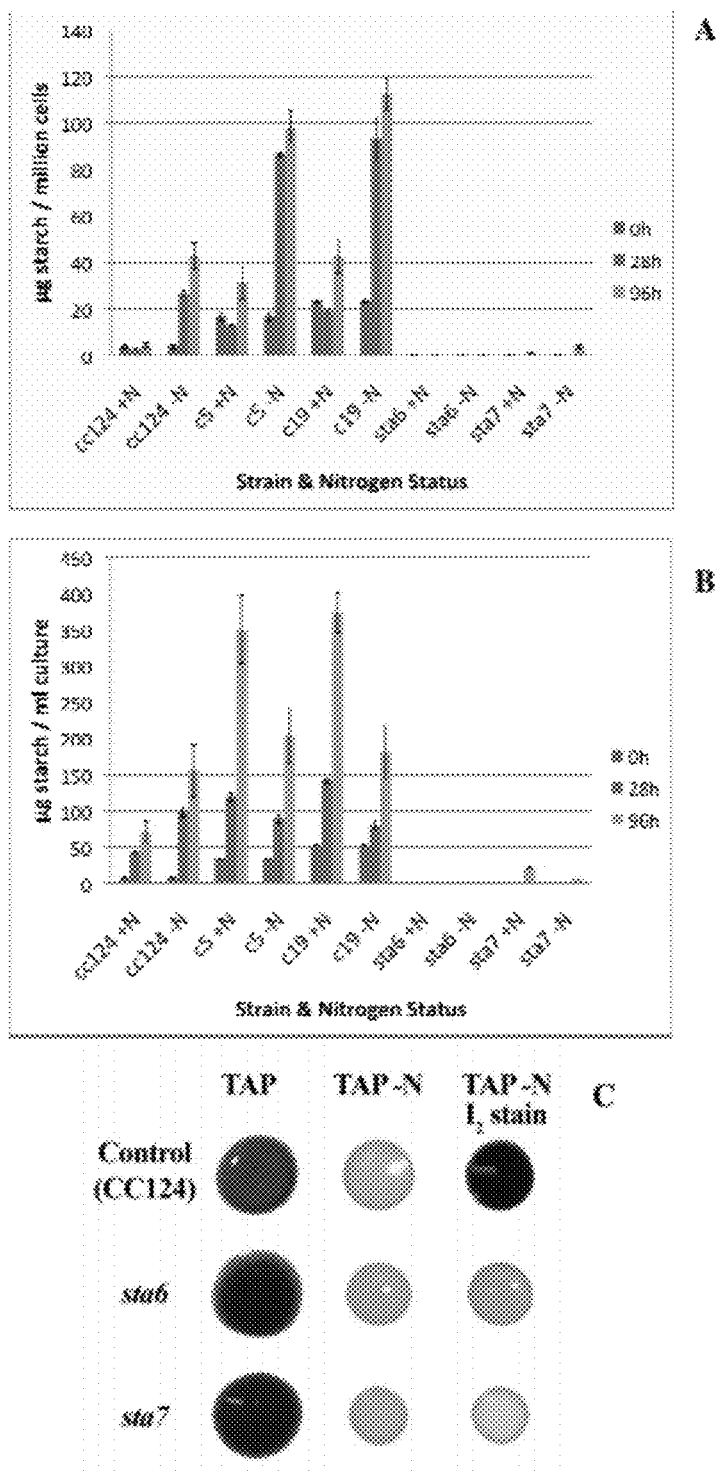 A
140
120
100
80
60
40
20
0
µg starch / million cells
0h
28h
96h
cc124 +N
cc124 -N
c5 +N
c5 -N
c19 +N
c19 -N
sta6 +N
sta6 -N
sta7 +N
sta7 -N
Strain & Nitrogen Status
B
450
400
350
300
250
200
150
100
50
0
µg starch / ml culture
0h
28h
96h
cc124 +N
cc124 -N
c5 +N
c5 -N
c19 +N
c19 -N
sta6 +N
sta6 -N
sta7 +N
sta7 -N
Strain & Nitrogen Status
C
TAP
TAP -N
TAP -N
I₂ stain
Control
(CC124)
sta6
sta7